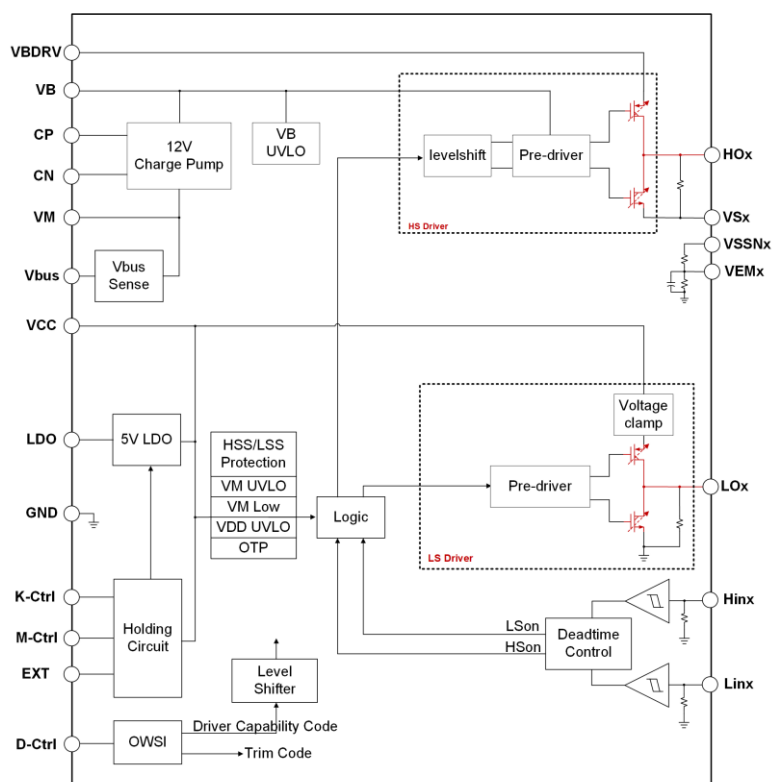 VBDRV
VB
CP
CN
VM
Vbus
VCC
LDO
GND
K-Ctrl
M-Ctrl
EXT
D-Ctrl
12V
Charge Pump
VB
UVLO
Vbus
Sense
levelshift
Pre-driver
HS Driver
HOx
VSx
VSSNx
VEMx
5V LDO
HSS/LSS
Protection
VM UVLO
VM Low
VDD UVLO
OTP
Logic
Voltage
clamp
Pre-driver
LS Driver
LOx
Holding
Circuit
LSon
HSon
Deadtime
Control
Hinx
Linx
Level
Shifter
OWSI
Driver Capability Code
Trim Code